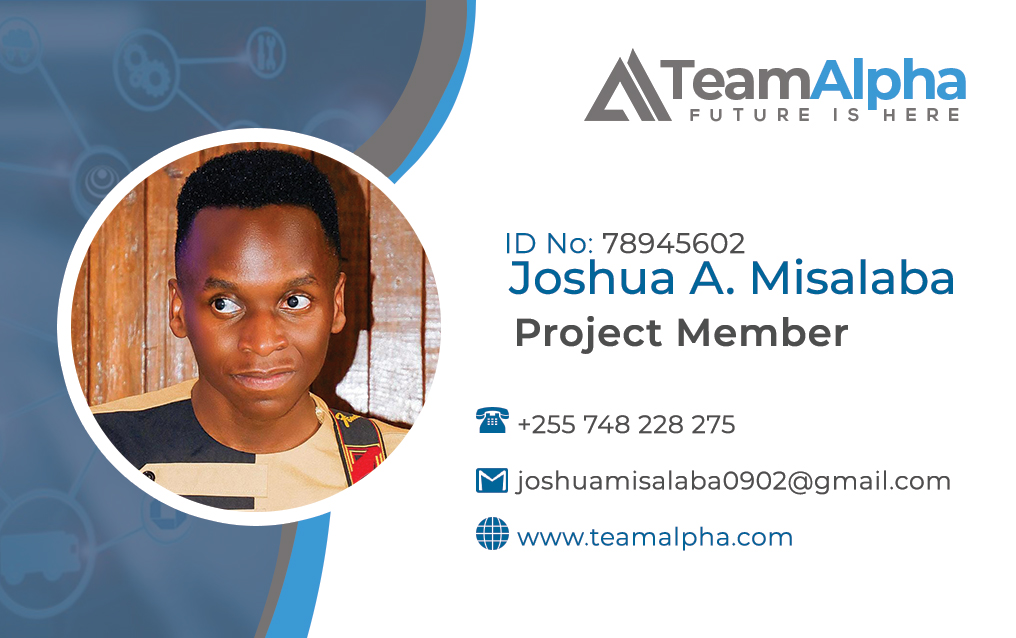 TeamAlpha
FUTURE IS HERE
ID No: 78945602
Joshua A. Misalaba
Project Member
+255 748 228 275
joshuamisalaba0902@gmail.com
www.teamalpha.com